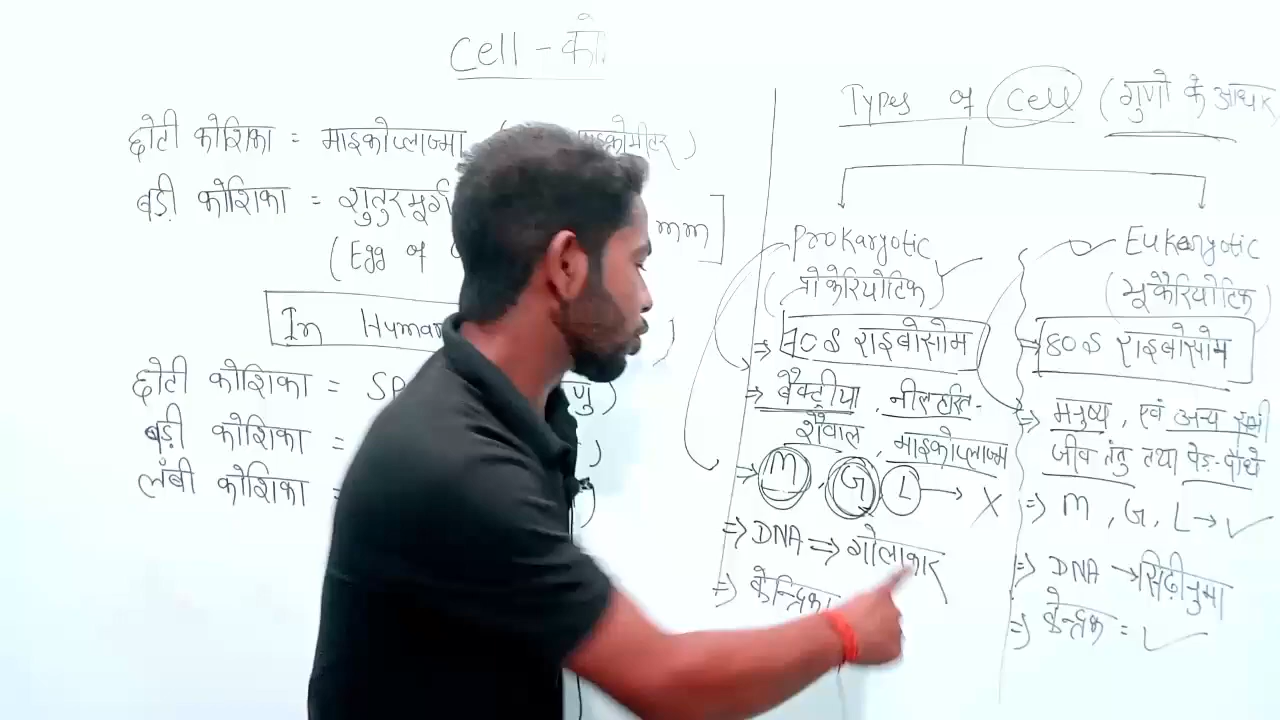 Cell -
छोटी कोशिका = माइकोप्लाज्मा
बड़ी कोशिका = शुतुरमुर्ग
mm]
(Egg of
In Human
छोटी कोशिका =
बड़ी कोशिका =
लंबी कोशिका
Types of Cell (गुणो के आधार
Prokaryotic
(प्रोकैरियोटिक)
⇒ 70S राइबोसोम
⇒ बैक्ट्रीया, नीलहरित-
शैवाल, माइकोप्लाज्म
→ M, G, L → X
⇒ DNA ⇒ गोलाकार
⇒ केन्द्रिका
Eukaryotic
(यूकैरियोटिक)
⇒ 80S राइबोसोम
⇒ मनुष्य, एवं अन्य सभी
जीव जंतु तथा पेड़-पौधे
⇒ M, G, L → ✓
⇒ DNA → सिढ़ीनुमा
⇒ केन्द्रक = ✓